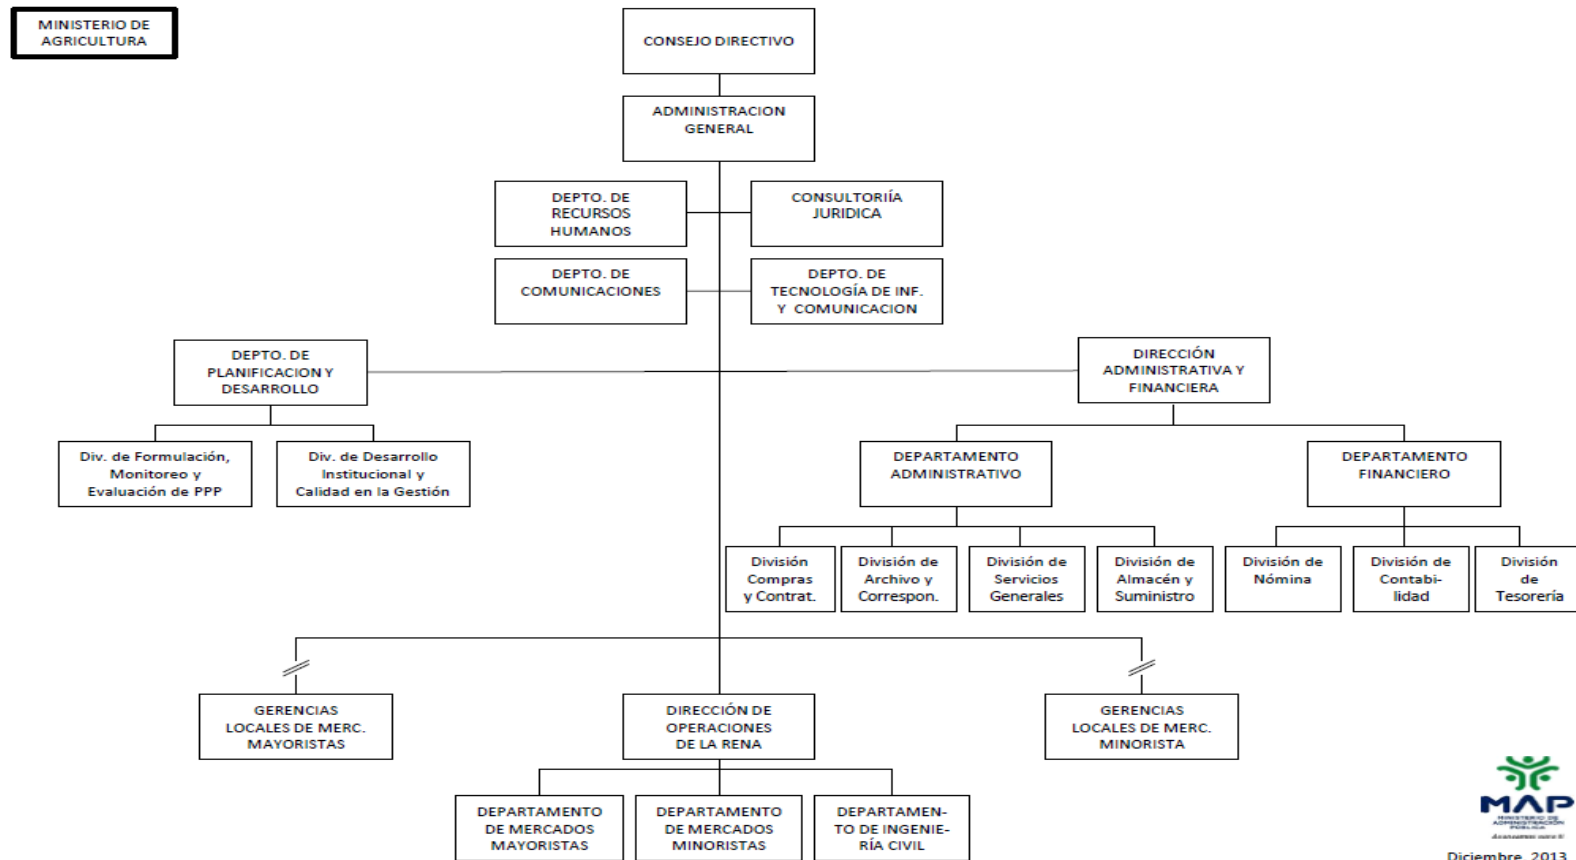 MINISTERIO DE
AGRICULTURA
CONSEJO DIRECTIVO
ADMINISTRACION
GENERAL
DEPTO. DE
RECURSOS
HUMANOS
CONSULTORIÍA
JURIDICA
DEPTO. DE
COMUNICACIONES
DEPTO. DE
TECNOLOGÍA DE INF.
Y COMUNICACION
DEPTO. DE
PLANIFICACION Y
DESARROLLO
DIRECCIÓN
ADMINISTRATIVA Y
FINANCIERA
Div. de Formulación,
Monitoreo y
Evaluación de PPP
Div. de Desarrollo
Institucional y
Calidad en la Gestión
DEPARTAMENTO
ADMINISTRATIVO
DEPARTAMENTO
FINANCIERO
División
Compras
y Contrat.
División de
Archivo y
Correspon.
División de
Servicios
Generales
División de
Almacén y
Suministro
División de
Nómina
División de
Contabi-
lidad
División
de
Tesorería
GERENCIAS
LOCALES DE MERC.
MAYORISTAS
DIRECCIÓN DE
OPERACIONES
DE LA RENA
GERENCIAS
LOCALES DE MERC.
MINORISTA
DEPARTAMENTO
DE MERCADOS
MAYORISTAS
DEPARTAMENTO
DE MERCADOS
MINORISTAS
DEPARTAMEN-
TO DE INGENIE-
RÍA CIVIL
MAP
MINISTERIO DE
ADMINISTRACIÓN
PÚBLICA
Diciembre, 2013